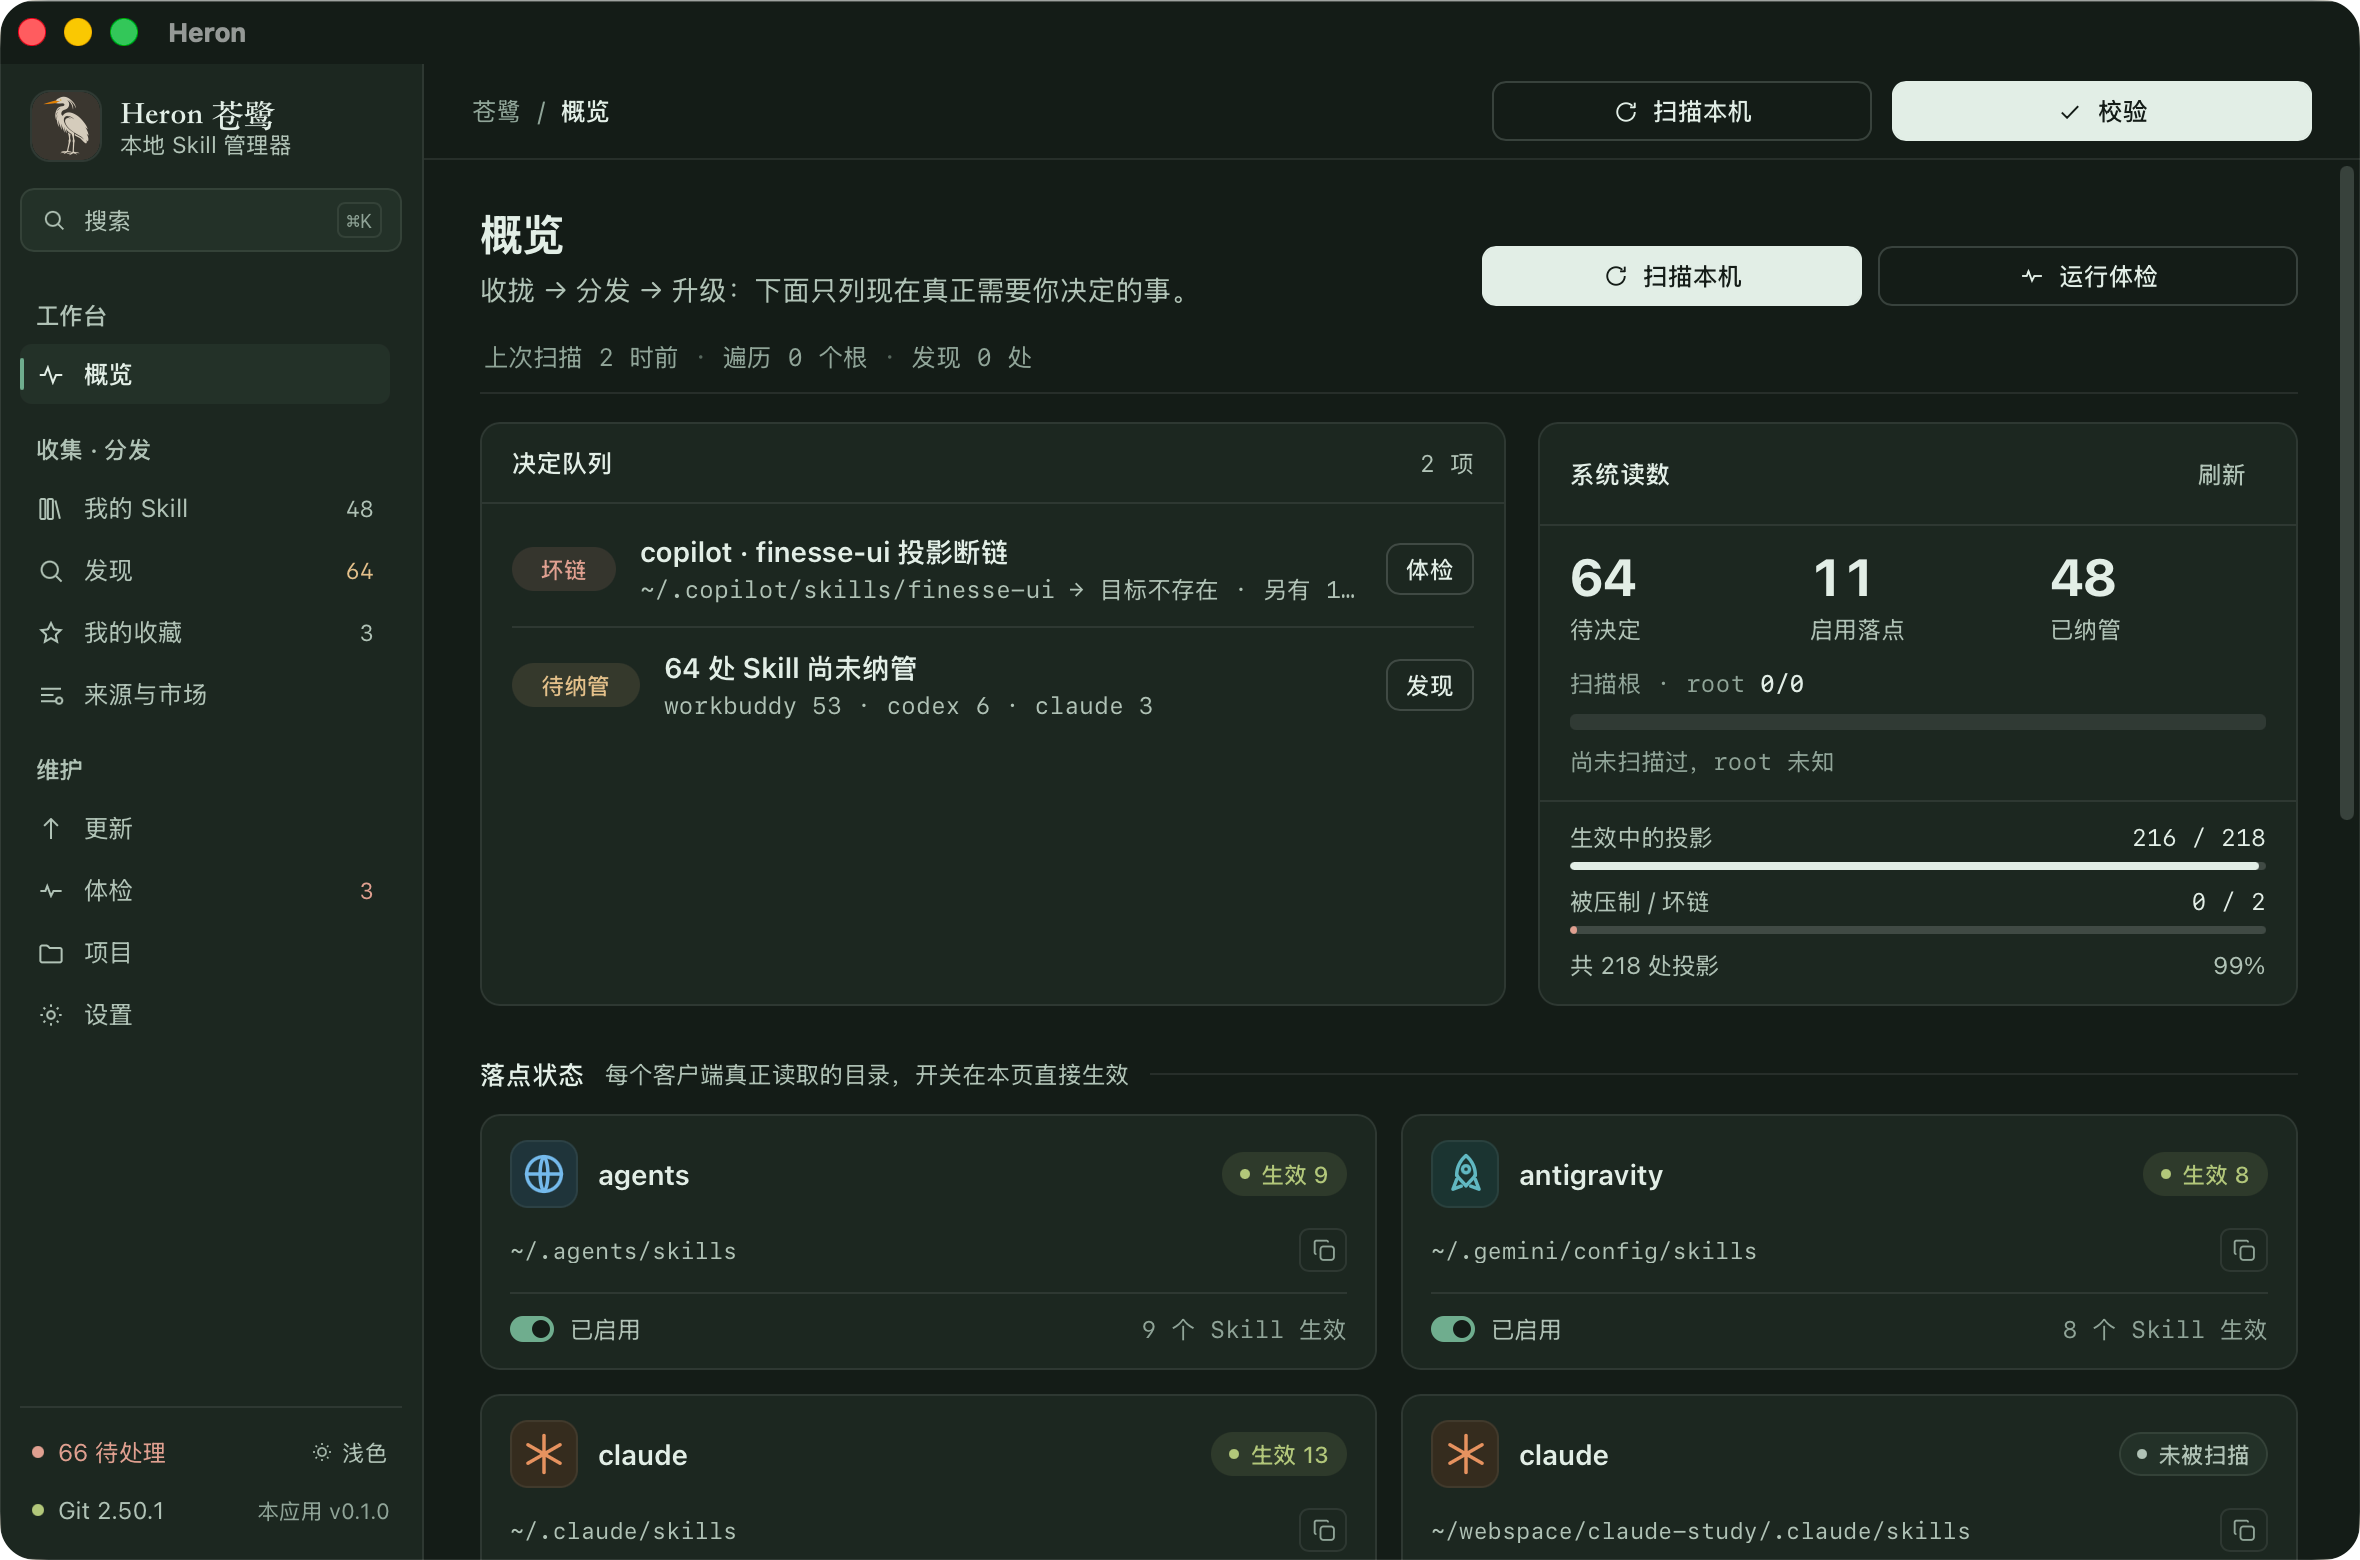 Heron
Heron 苍鹭
本地 Skill 管理器
搜索 ⌘K
工作台
概览
收集 · 分发
我的 Skill 48
发现 64
我的收藏 3
来源与市场
维护
更新
体检 3
项目
设置
66 待处理 浅色
Git 2.50.1 本应用 v0.1.0
苍鹭 / 概览
扫描本机
校验
概览
收拢 → 分发 → 升级：下面只列现在真正需要你决定的事。
扫描本机
运行体检
上次扫描 2 时前 · 遍历 0 个根 · 发现 0 处
决定队列 2 项
坏链
copilot · finesse-ui 投影断链
~/.copilot/skills/finesse-ui → 目标不存在 · 另有 1…
体检
待纳管
64 处 Skill 尚未纳管
workbuddy 53 · codex 6 · claude 3
发现
系统读数 刷新
64 11 48
待决定 启用落点 已纳管
扫描根 · root 0/0
尚未扫描过，root 未知
生效中的投影 216 / 218
被压制 / 坏链 0 / 2
共 218 处投影 99%
落点状态 每个客户端真正读取的目录，开关在本页直接生效
agents 生效 9
~/.agents/skills
已启用 9 个 Skill 生效
antigravity 生效 8
~/.gemini/config/skills
已启用 8 个 Skill 生效
claude 生效 13
~/.claude/skills
claude 未被扫描
~/webspace/claude-study/.claude/skills